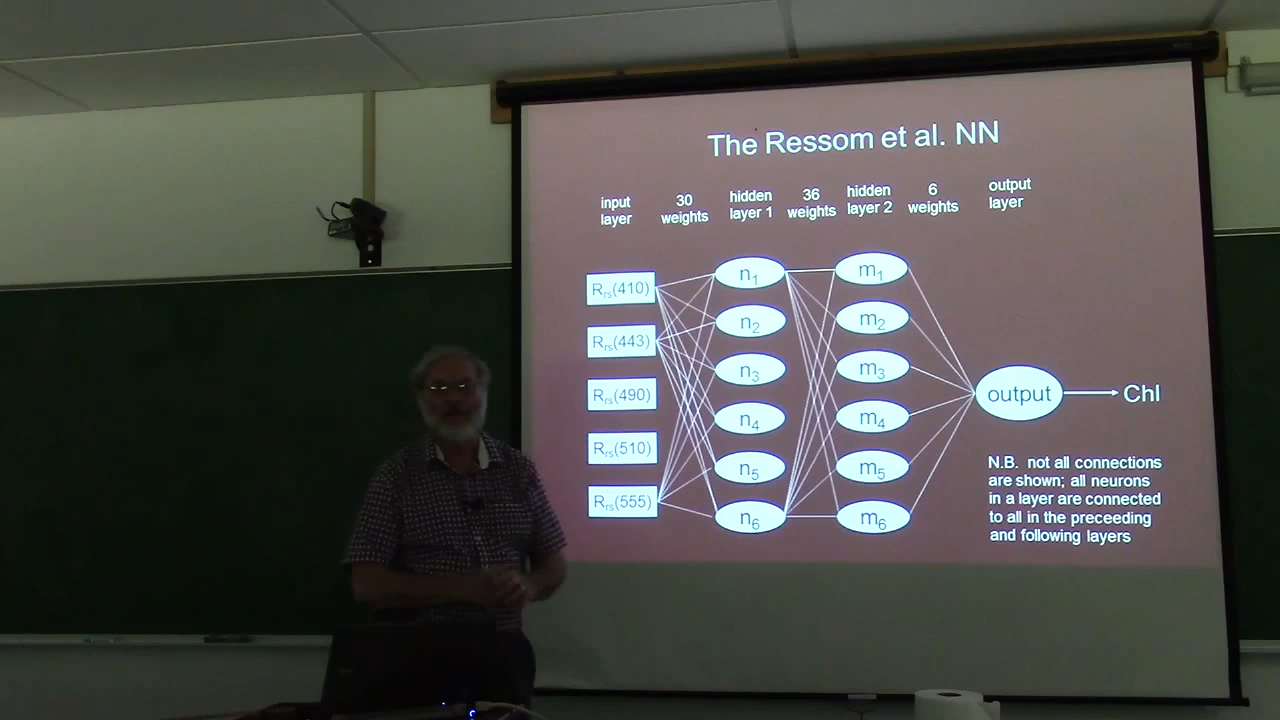 The Ressom et al. NN
input layer
30 weights
hidden layer 1
36 weights
hidden layer 2
6 weights
output layer
Rrs(410)
Rrs(443)
Rrs(490)
Rrs(510)
Rrs(555)
n1
n2
n3
n4
n5
n6
m1
m2
m3
m4
m5
m6
output
Chl
N.B. not all connections
are shown; all neurons
in a layer are connected
to all in the preceeding
and following layers